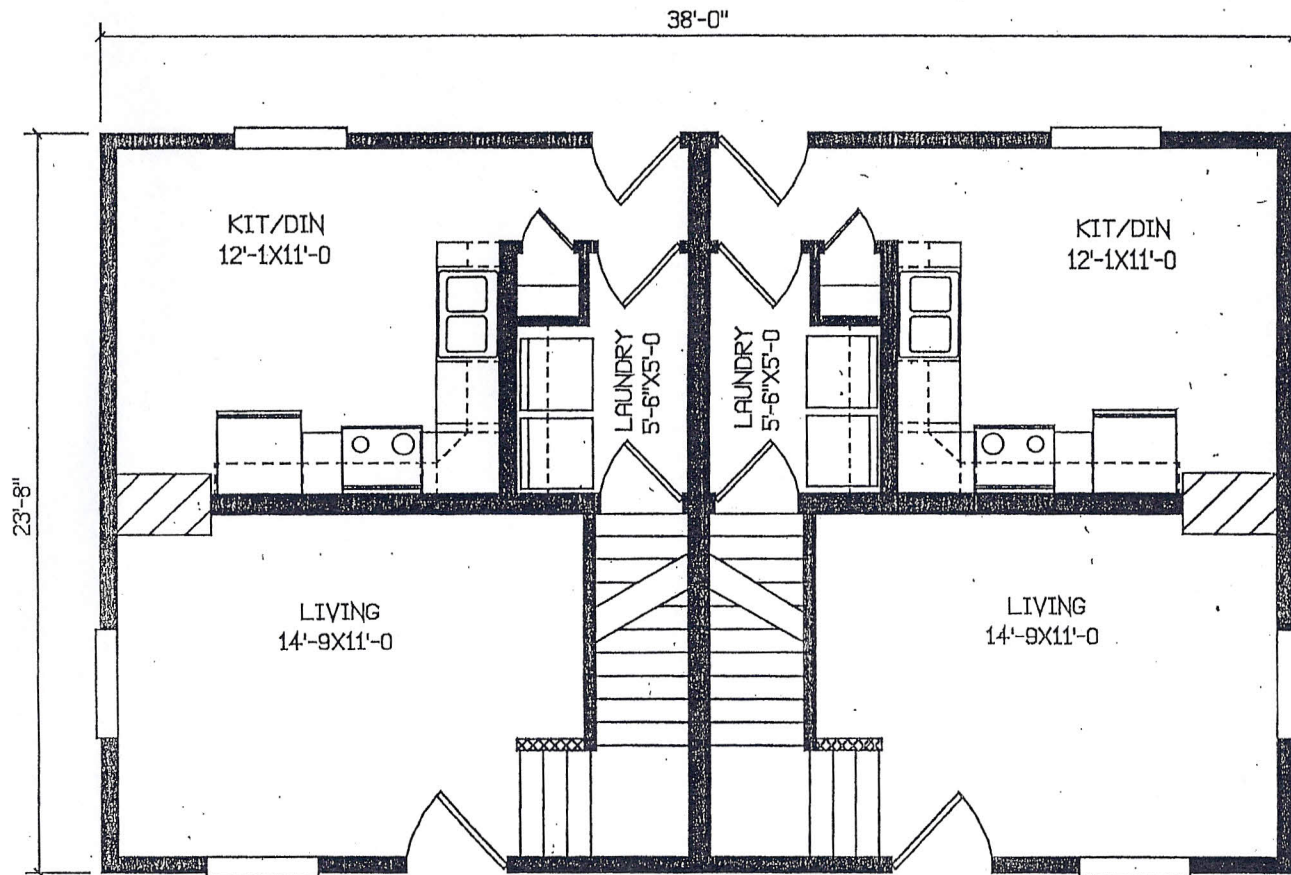 38'-0"
23'-8"
KIT/DIN
12'-1X11'-0
KIT/DIN
12'-1X11'-0
LAUNDRY
5'-6"X5'-0
LAUNDRY
5'-6"X5'-0
LIVING
14'-9X11'-0
LIVING
14'-9X11'-0